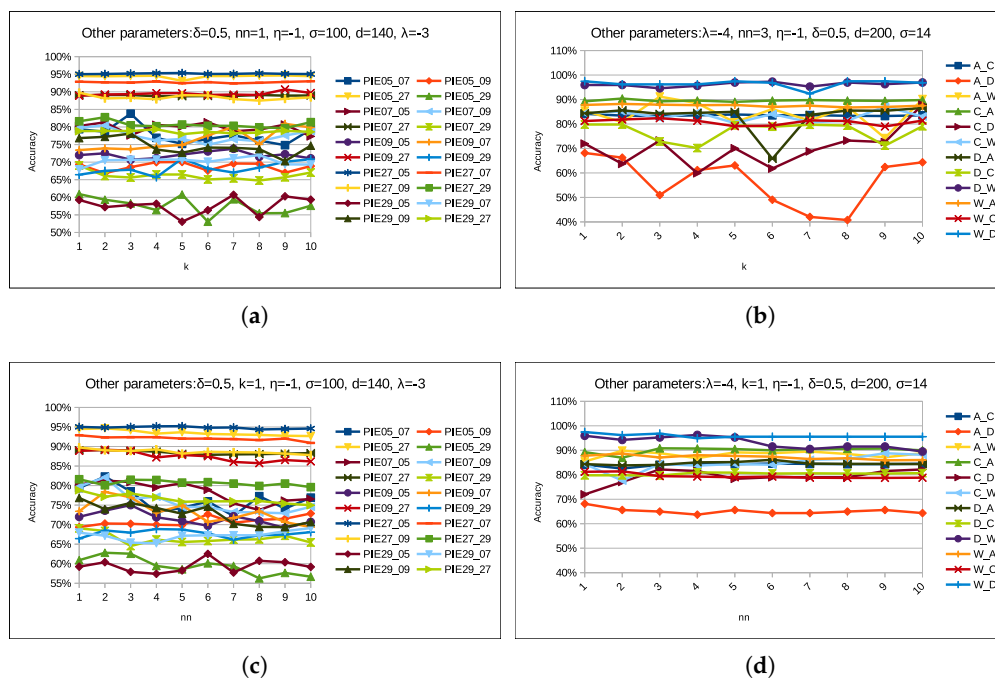 Other parameters:δ=0.5, nn=1, η=-1, σ=100, d=140, λ=-3
100%
95%
90%
85%
80%
75%
70%
65%
60%
55%
50%
Accuracy
1 2 3 4 5 6 7 8 9 10
k
PIE05_07 PIE05_09
PIE05_27 PIE05_29
PIE07_05 PIE07_09
PIE07_27 PIE07_29
PIE09_05 PIE09_07
PIE09_27 PIE09_29
PIE27_05 PIE27_07
PIE27_09 PIE27_29
PIE29_05 PIE29_07
PIE29_09 PIE29_27
(a)
Other parameters:λ=-4, nn=3, η=-1, δ=0.5, d=200, σ=14
110%
100%
90%
80%
70%
60%
50%
40%
Accuracy
1 2 3 4 5 6 7 8 9 10
k
A_C
A_D
A_W
C_A
C_D
C_W
D_A
D_C
D_W
W_A
W_C
W_D
(b)
Other parameters:δ=0.5, k=1, η=-1, σ=100, d=140, λ=-3
100%
95%
90%
85%
80%
75%
70%
65%
60%
55%
Accuracy
1 2 3 4 5 6 7 8 9 10
nn
PIE05_07 PIE05_09
PIE05_27 PIE05_29
PIE07_05 PIE07_09
PIE07_27 PIE07_29
PIE09_05 PIE09_07
PIE09_27 PIE09_29
PIE27_05 PIE27_07
PIE27_09 PIE27_29
PIE29_05 PIE29_07
PIE29_09 PIE29_27
(c)
Other parameters:λ=-4, k=1, η=-1, δ=0.5, d=200, σ=14
110%
100%
90%
80%
70%
60%
50%
40%
Accuracy
1 2 3 4 5 6 7 8 9 10
nn
A_C
A_D
A_W
C_A
C_D
C_W
D_A
D_C
D_W
W_A
W_C
W_D
(d)